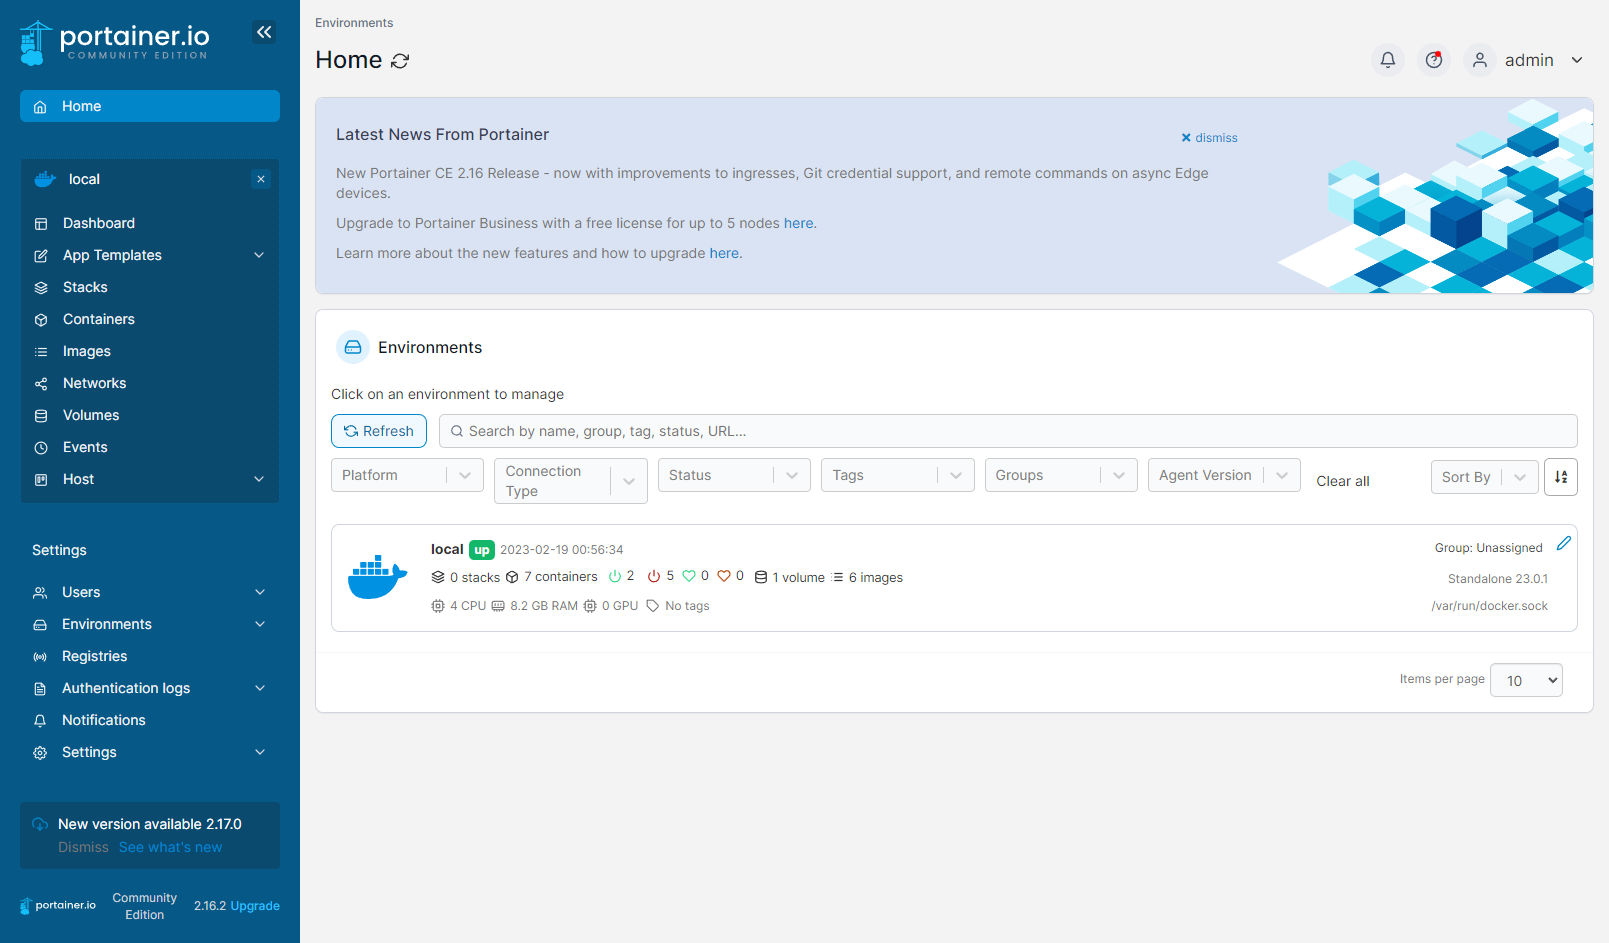 portainer.io
COMMUNITY EDITION
Home
local
Dashboard
App Templates
Stacks
Containers
Images
Networks
Volumes
Events
Host
Settings
Users
Environments
Registries
Authentication logs
Notifications
Settings
New version available 2.17.0
Dismiss See what's new
portainer.io Community Edition 2.16.2 Upgrade
Environments
Home
admin
Latest News From Portainer
dismiss
New Portainer CE 2.16 Release - now with improvements to ingresses, Git credential support, and remote commands on async Edge
devices.
Upgrade to Portainer Business with a free license for up to 5 nodes here.
Learn more about the new features and how to upgrade here.
Environments
Click on an environment to manage
Refresh Search by name, group, tag, status, URL...
Platform Connection Type Status Tags Groups Agent Version Clear all Sort By
local up 2023-02-19 00:56:34 Group: Unassigned
0 stacks 7 containers 2 5 0 0 1 volume 6 images Standalone 23.0.1
4 CPU 8.2 GB RAM 0 GPU No tags /var/run/docker.sock
Items per page 10